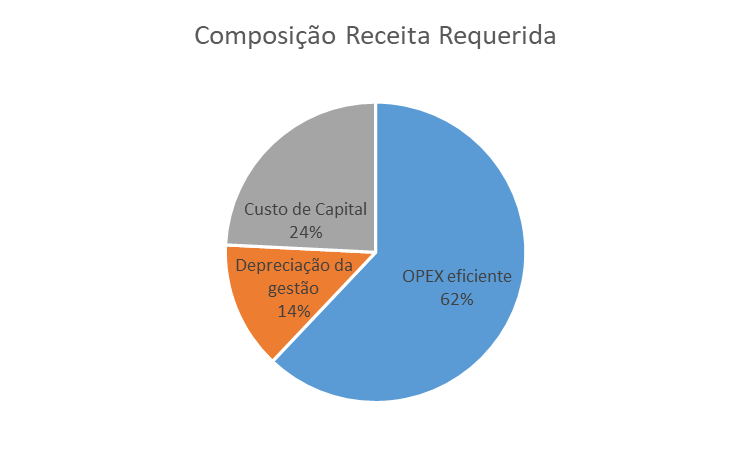 Composição Receita Requerida
Custo de Capital
24%
Depreciação da
gestão
14%
OPEX eficiente
62%